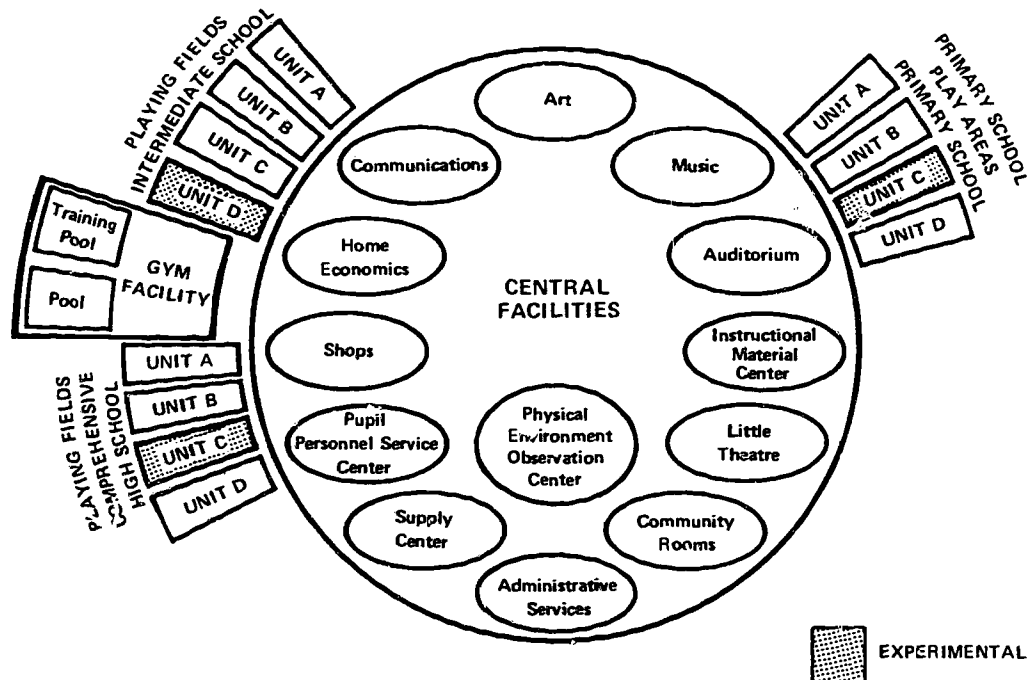 PLAYING FIELDS
INTERMEDIATE SCHOOL
UNIT A
UNIT B
UNIT C
UNIT D
Training
Pool
Pool
GYM
FACILITY
UNIT A
UNIT B
UNIT C
UNIT D
PLAYING FIELDS
COMPREHENSIVE
HIGH SCHOOL
Art
Communications
Music
Home
Economics
Auditorium
CENTRAL
FACILITIES
Shops
Instructional
Material
Center
Pupil
Personnel Service
Center
Physical
Environment
Observation
Center
Little
Theatre
Supply
Center
Community
Rooms
Administrative
Services
PRIMARY SCHOOL
PLAY AREAS
PRIMARY SCHOOL
UNIT A
UNIT B
UNIT C
UNIT D
EXPERIMENTAL